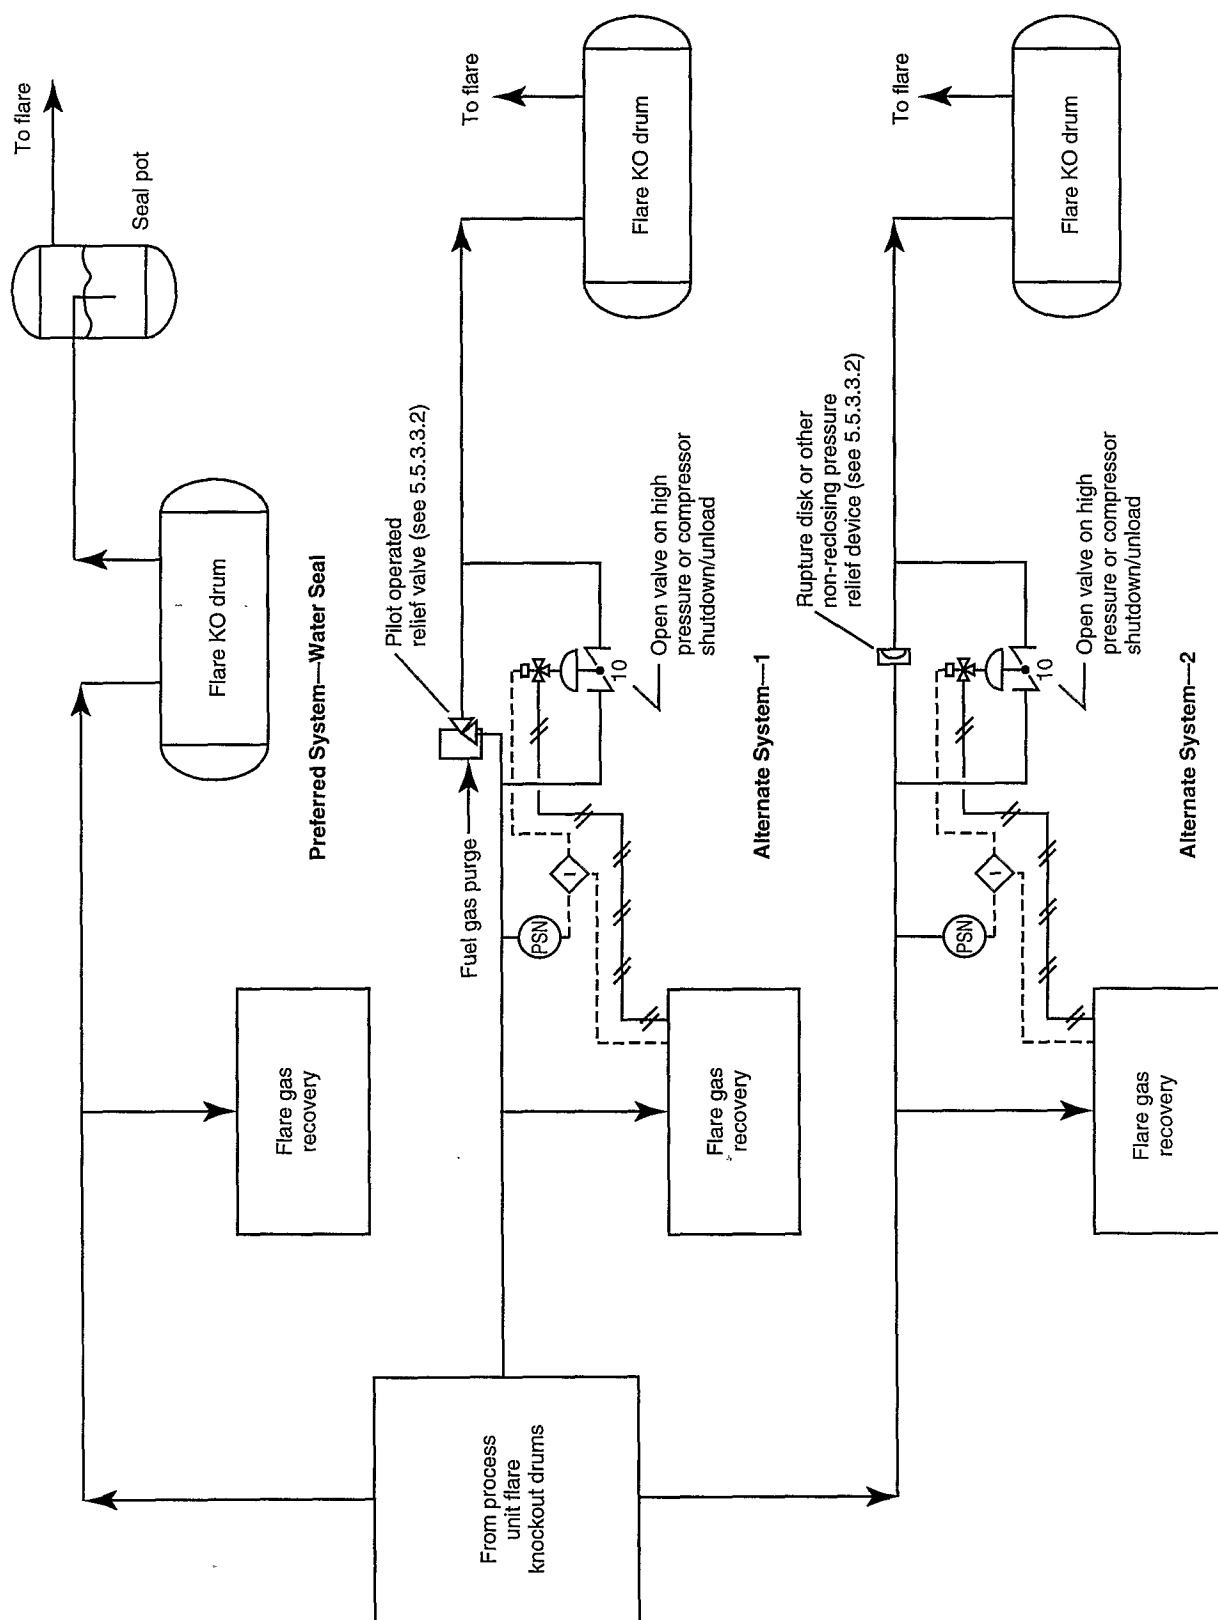 To flare
Seal pot
Flare KO drum
Preferred System—Water Seal
Flare gas
recovery
From process
unit flare
knockout drums
To flare
Flare KO drum
Pilot operated
relief valve (see 5.5.3.3.2)
Fuel gas purge
10
Open valve on high
pressure or compressor
shutdown/unload
I
PSN
Alternate System—1
Flare gas
recovery
To flare
Flare KO drum
Rupture disk or other
non-reclosing pressure
relief device (see 5.5.3.3.2)
10
Open valve on high
pressure or compressor
shutdown/unload
I
PSN
Alternate System—2
Flare gas
recovery